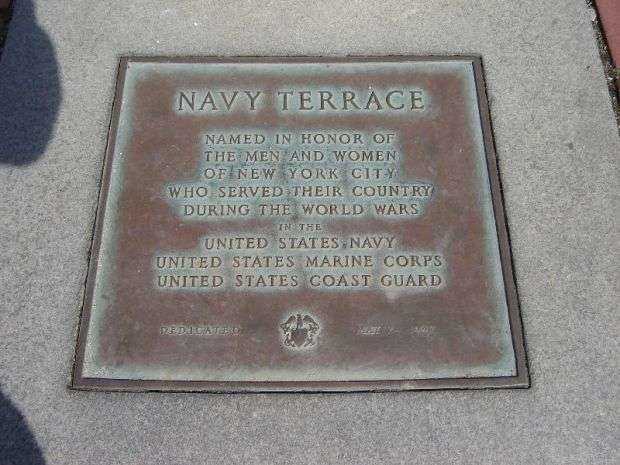 NAVY TERRACE
NAMED IN HONOR OF
THE MEN AND WOMEN
OF NEW YORK CITY
WHO SERVED THEIR COUNTRY
DURING THE WORLD WARS
IN THE
UNITED STATES NAVY
UNITED STATES MARINE CORPS
UNITED STATES COAST GUARD
DEDICATED